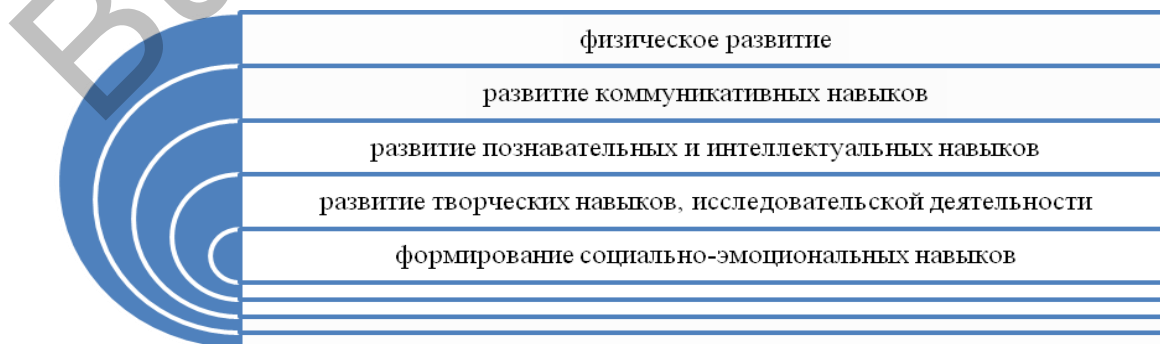 физическое развитие
развитие коммуникативных навыков
развитие познавательных и интеллектуальных навыков
развитие творческих навыков, исследовательской деятельности
формирование социально-эмоциональных навыков